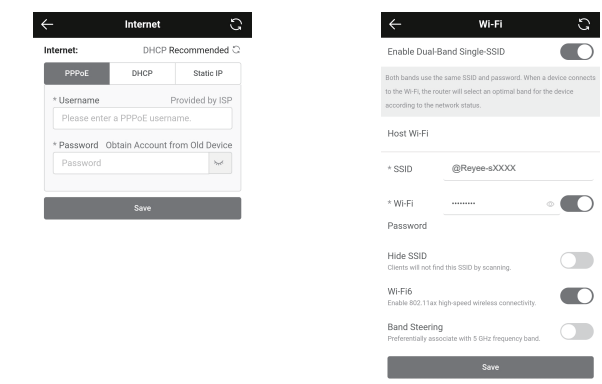 Internet
Internet: DHCP Recommended
PPPoE DHCP Static IP
* Username Provided by ISP
Please enter a PPPoE username.
* Password Obtain Account from Old Device
Password
Save
Wi-Fi
Enable Dual-Band Single-SSID
Both bands use the same SSID and password. When a device connects
to the Wi-Fi, the router will select an optimal band for the device
according to the network status.
Host Wi-Fi
* SSID @Reyee-sXXXX
* Wi-Fi ·········
Password
Hide SSID
Clients will not find this SSID by scanning.
Wi-Fi6
Enable 802.11ax high-speed wireless connectivity.
Band Steering
Preferentially associate with 5 GHz frequency band.
Save